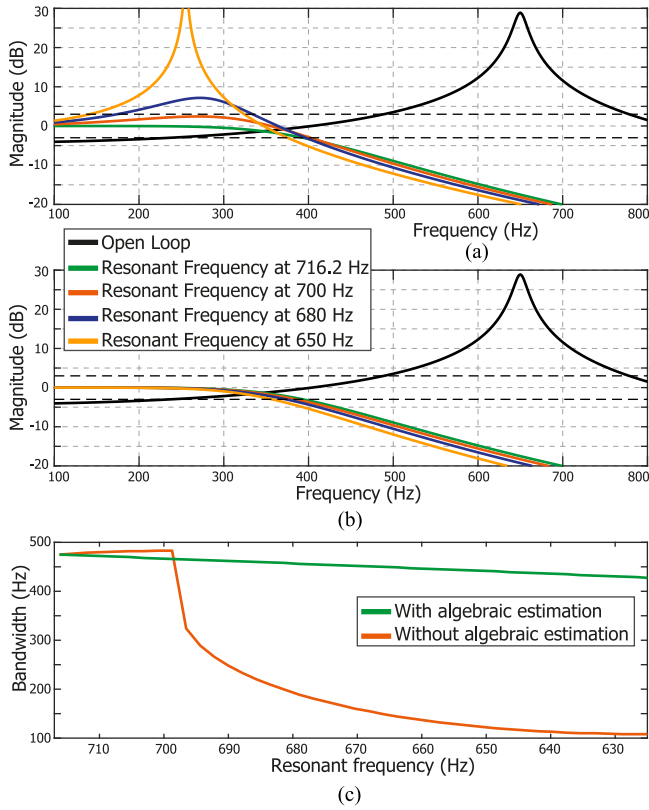 30
20
10
0
-10
-20
Magnitude (dB)
100 200 300 400 500 600 700 800
Frequency (Hz)
(a)
Open Loop
Resonant Frequency at 716.2 Hz
Resonant Frequency at 700 Hz
Resonant Frequency at 680 Hz
Resonant Frequency at 650 Hz
30
20
10
0
-10
-20
Magnitude (dB)
100 200 300 400 500 600 700 800
Frequency (Hz)
(b)
500
400
300
200
100
Bandwidth (Hz)
With algebraic estimation
Without algebraic estimation
710 700 690 680 670 660 650 640 630
Resonant frequency (Hz)
(c)